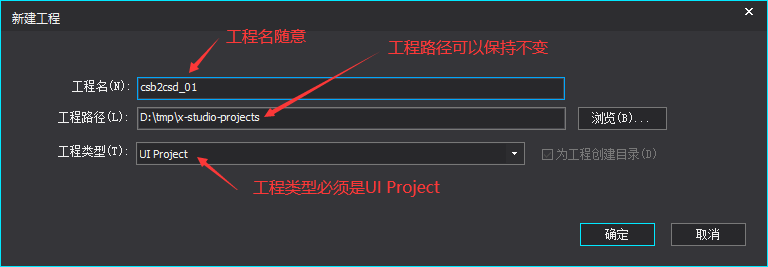 新建工程
工程名随意
工程路径可以保持不变
工程名(N): csb2csd_01
工程路径(L): D:\tmp\x-studio-projects 浏览(B)...
工程类型(T): UI Project 为工程创建目录(D)
工程类型必须是UI Project
确定 取消